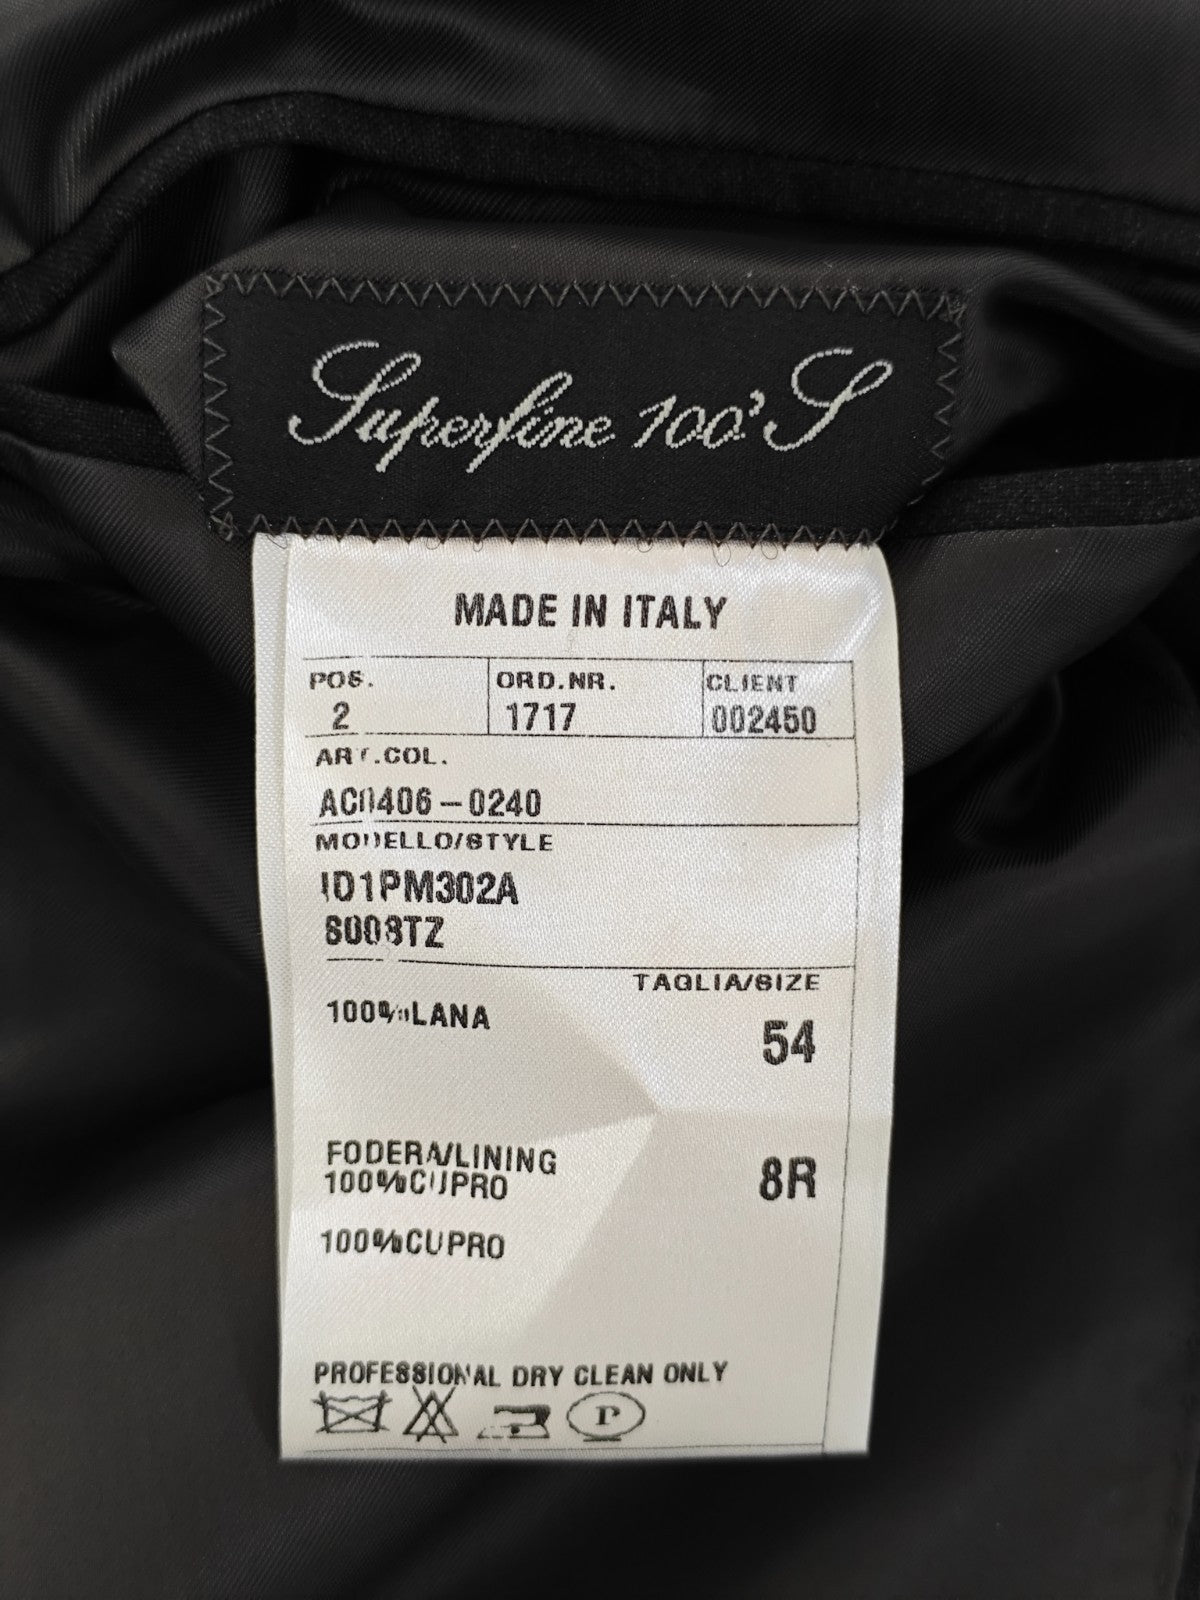 Superfine 100's
MADE IN ITALY
POS. ORD.NR. CLIENT
2 1717 002450
ART.COL.
AC0406-0240
MODELLO/STYLE
ID1PM302A
TAGLIA/SIZE
100%LANA
54
FODERA/LINING
100%CUPRO
8R
100%CUPRO
PROFESSIONAL DRY CLEAN ONLY
P